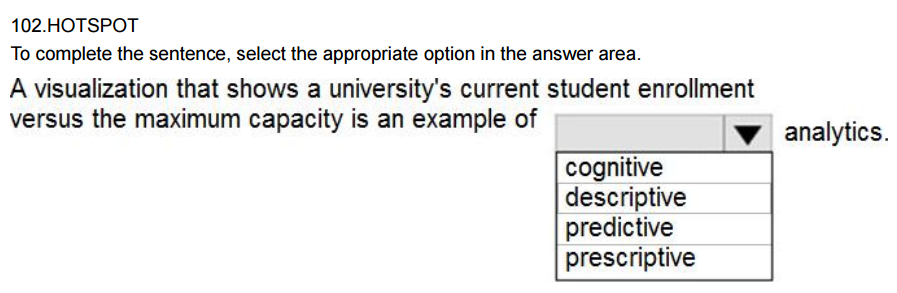 102.HOTSPOT
To complete the sentence, select the appropriate option in the answer area.
A visualization that shows a university's current student enrollment
versus the maximum capacity is an example of
analytics.
cognitive
descriptive
predictive
prescriptive